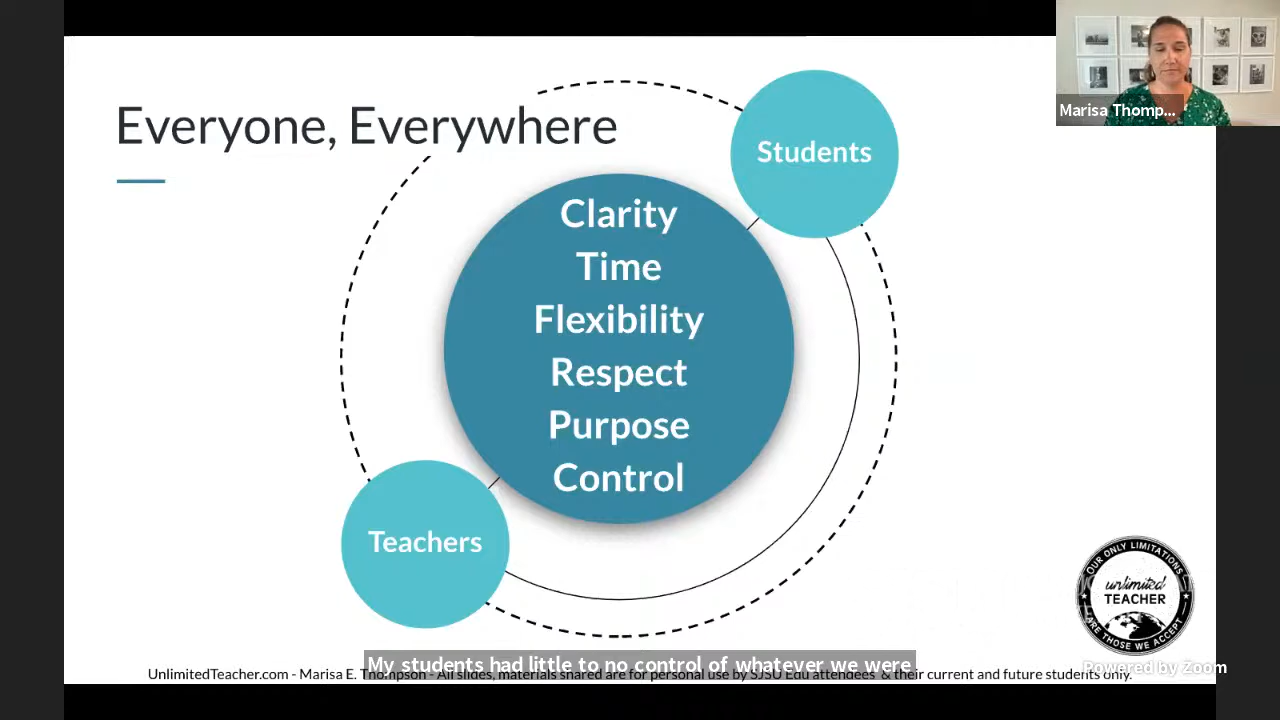 Everyone, Everywhere
Students
Clarity
Time
Flexibility
Respect
Purpose
Control
Teachers
Marisa Thomp...
OUR ONLY LIMITATIONS
unlimited
TEACHER
ARE THOSE WE ACCEPT
My students had little to no control of whatever we were
UnlimitedTeacher.com - Marisa E. Thompson - All slides, materials shared are for personal use by SJSU Edu attendees & their current and future students only.
Powered by Zoom